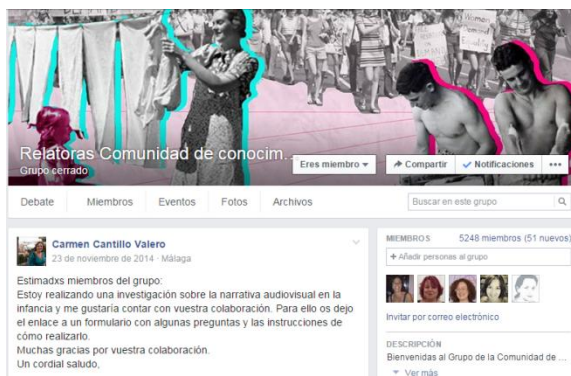 Women
Demand
Equality
Relatoras Comunidad de conocim...
Grupo cerrado
Eres miembro
Compartir
Notificaciones
Debate
Miembros
Eventos
Fotos
Archivos
Buscar en este grupo
Carmen Cantillo Valero
23 de noviembre de 2014 · Málaga
Estimadxs miembros del grupo:
Estoy realizando una investigación sobre la narrativa audiovisual en la
infancia y me gustaría contar con vuestra colaboración. Para ello os dejo
el enlace a un formulario con algunas preguntas y las instrucciones de
cómo realizarlo.
Muchas gracias por vuestra colaboración.
Un cordial saludo,
MIEMBROS
5248 miembros (51 nuevos)
+ Añadir personas al grupo
Invitar por correo electrónico
DESCRIPCIÓN
Bienvenidas al Grupo de la Comunidad de ...
Ver más